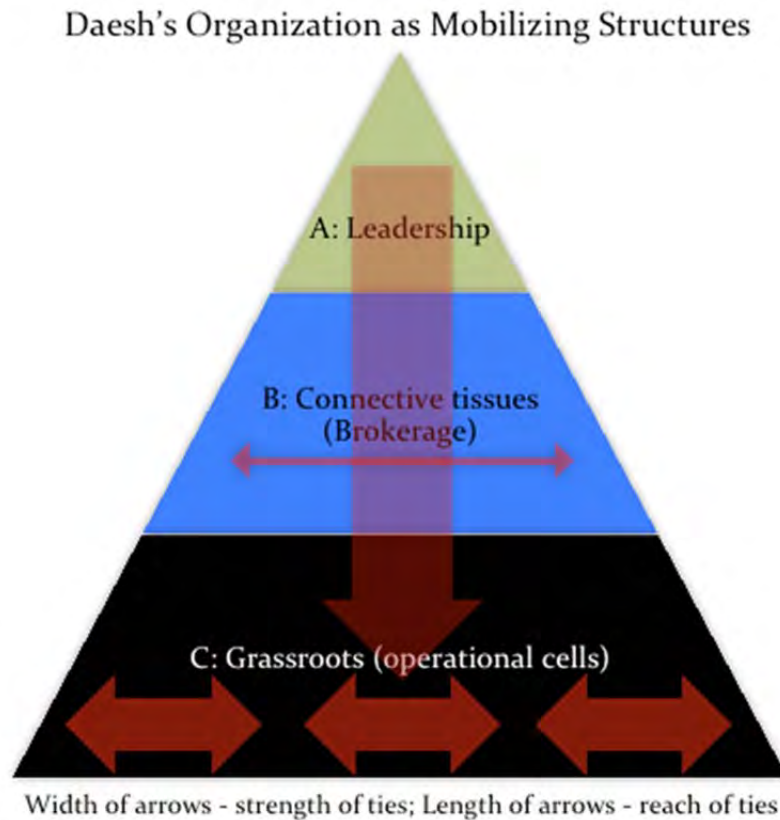 Daesh's Organization as Mobilizing Structures
A: Leadership
B: Connective tissues
(Brokerage)
C: Grassroots (operational cells)
Width of arrows - strength of ties; Length of arrows - reach of ties